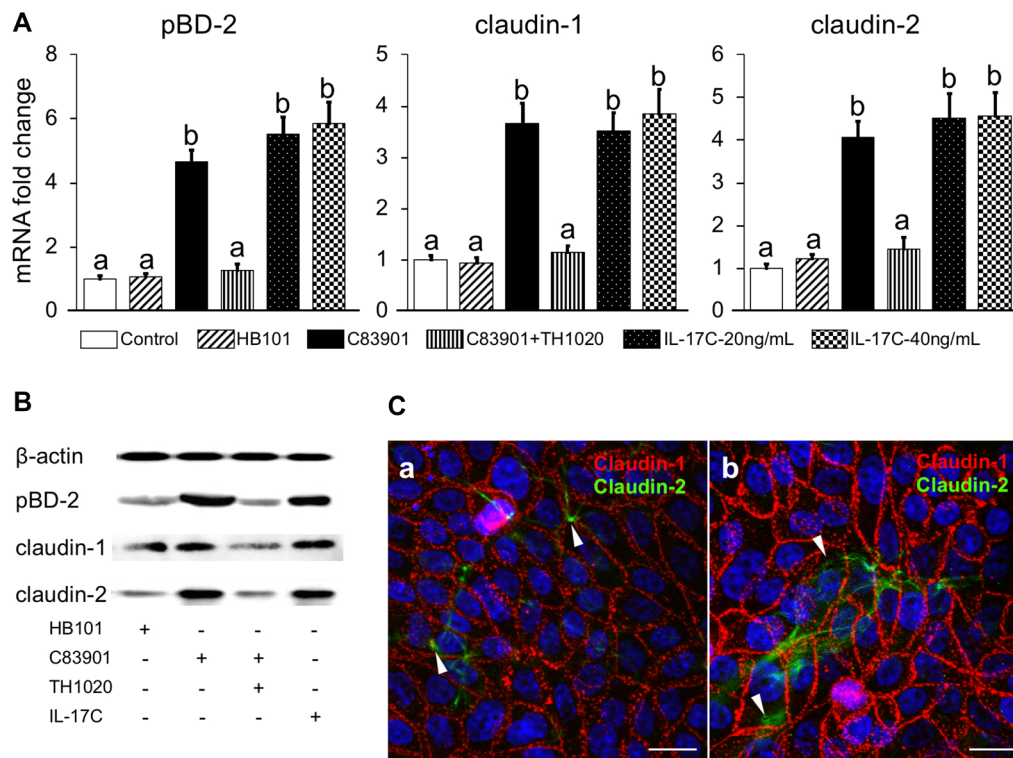 A
pBD-2
claudin-1
claudin-2
mRNA fold change
8
6
4
2
0
a
a
b
a
b
b
5
4
3
2
1
0
a
a
b
a
b
b
6
5
4
3
2
1
0
a
a
b
a
b
b
Control
HB101
C83901
C83901+TH1020
IL-17C-20ng/mL
IL-17C-40ng/mL
B
β-actin
pBD-2
claudin-1
claudin-2
HB101 + - - -
C83901 - + + -
TH1020 - - + -
IL-17C - - - +
C
a
Claudin-1
Claudin-2
b
Claudin-1
Claudin-2